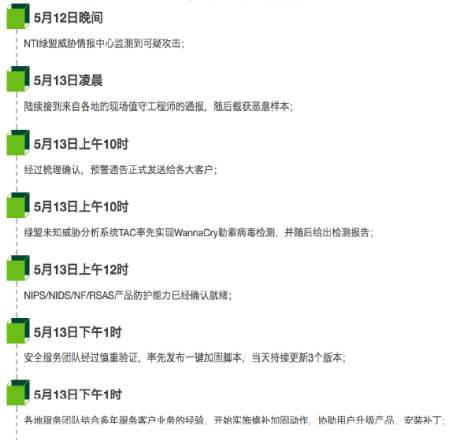 5月12日晚间
NTI绿盟威胁情报中心监测到可疑攻击；
5月13日凌晨
陆续接到来自各地的现场值守工程师的通报，随后截获恶意样本；
5月13日上午10时
经过梳理确认，预警通告正式发送给各大客户；
5月13日上午10时
绿盟未知威胁分析系统TAC率先实现WannaCry勒索病毒检测，并随后给出检测报告；
5月13日上午12时
NIPS/NIDS/NF/RSAS产品防护能力已经确认就绪；
5月13日下午1时
安全服务团队经过慎重验证，率先发布一键加固脚本，当天持续更新3个版本；
5月13日下午1时
各地服务团队结合多年服务客户业务的经验，开始实施修补加固动作，协助用户升级产品，安装补丁；